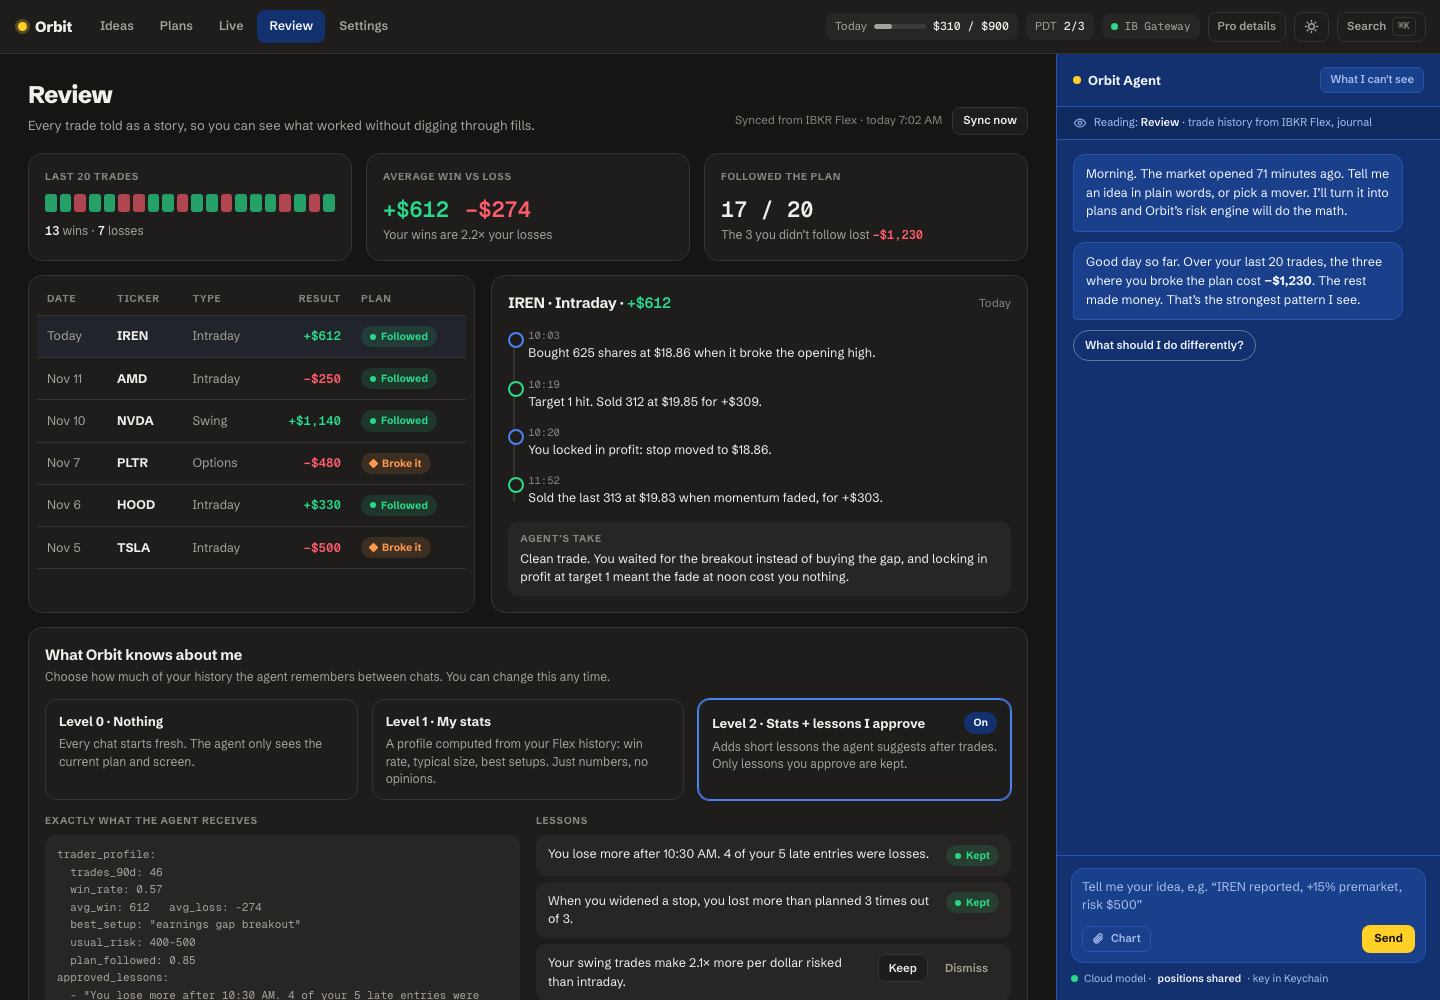 Orbit
Ideas
Plans
Live
Review
Settings
Today $310 / $900
PDT 2/3
IB Gateway
Pro details
Search ⌘K
Review
Every trade told as a story, so you can see what worked without digging through fills.
Synced from IBKR Flex · today 7:02 AM
Sync now
LAST 20 TRADES
13 wins · 7 losses
AVERAGE WIN VS LOSS
+$612 −$274
Your wins are 2.2× your losses
FOLLOWED THE PLAN
17 / 20
The 3 you didn’t follow lost −$1,230
DATE TICKER TYPE RESULT PLAN
Today IREN Intraday +$612 Followed
Nov 11 AMD Intraday −$250 Followed
Nov 10 NVDA Swing +$1,140 Followed
Nov 7 PLTR Options −$480 Broke it
Nov 6 HOOD Intraday +$330 Followed
Nov 5 TSLA Intraday −$500 Broke it
IREN · Intraday · +$612
Today
10:03
Bought 625 shares at $18.86 when it broke the opening high.
10:19
Target 1 hit. Sold 312 at $19.85 for +$309.
10:20
You locked in profit: stop moved to $18.86.
11:52
Sold the last 313 at $19.83 when momentum faded, for +$303.
AGENT’S TAKE
Clean trade. You waited for the breakout instead of buying the gap, and locking in
profit at target 1 meant the fade at noon cost you nothing.
What Orbit knows about me
Choose how much of your history the agent remembers between chats. You can change this any time.
Level 0 · Nothing
Every chat starts fresh. The agent only sees the
current plan and screen.
Level 1 · My stats
A profile computed from your Flex history: win
rate, typical size, best setups. Just numbers, no
opinions.
Level 2 · Stats + lessons I approve
On
Adds short lessons the agent suggests after trades.
Only lessons you approve are kept.
EXACTLY WHAT THE AGENT RECEIVES
trader_profile:
trades_90d: 46
win_rate: 0.57
avg_win: 612 avg_loss: -274
best_setup: "earnings gap breakout"
usual_risk: 400-500
plan_followed: 0.85
approved_lessons:
- "You lose more after 10:30 AM. 4 of your 5 late entries were
LESSONS
You lose more after 10:30 AM. 4 of your 5 late entries were losses.
Kept
When you widened a stop, you lost more than planned 3 times out
of 3.
Kept
Your swing trades make 2.1× more per dollar risked
than intraday.
Keep
Dismiss
Orbit Agent
What I can't see
Reading: Review · trade history from IBKR Flex, journal
Morning. The market opened 71 minutes ago. Tell me
an idea in plain words, or pick a mover. I’ll turn it into
plans and Orbit’s risk engine will do the math.
Good day so far. Over your last 20 trades, the three
where you broke the plan cost −$1,230. The rest
made money. That’s the strongest pattern I see.
What should I do differently?
Tell me your idea, e.g. “IREN reported, +15% premarket,
risk $500”
Chart
Send
Cloud model · positions shared · key in Keychain